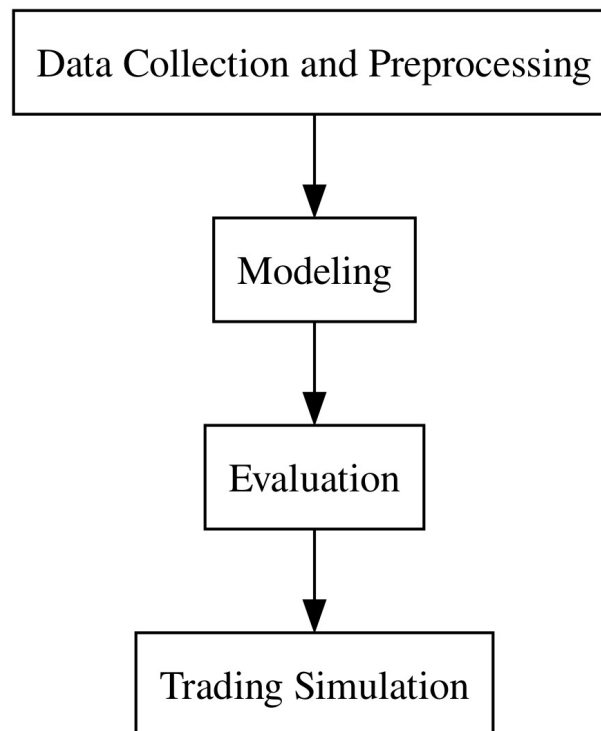 Data Collection and Preprocessing
Modeling
Evaluation
Trading Simulation